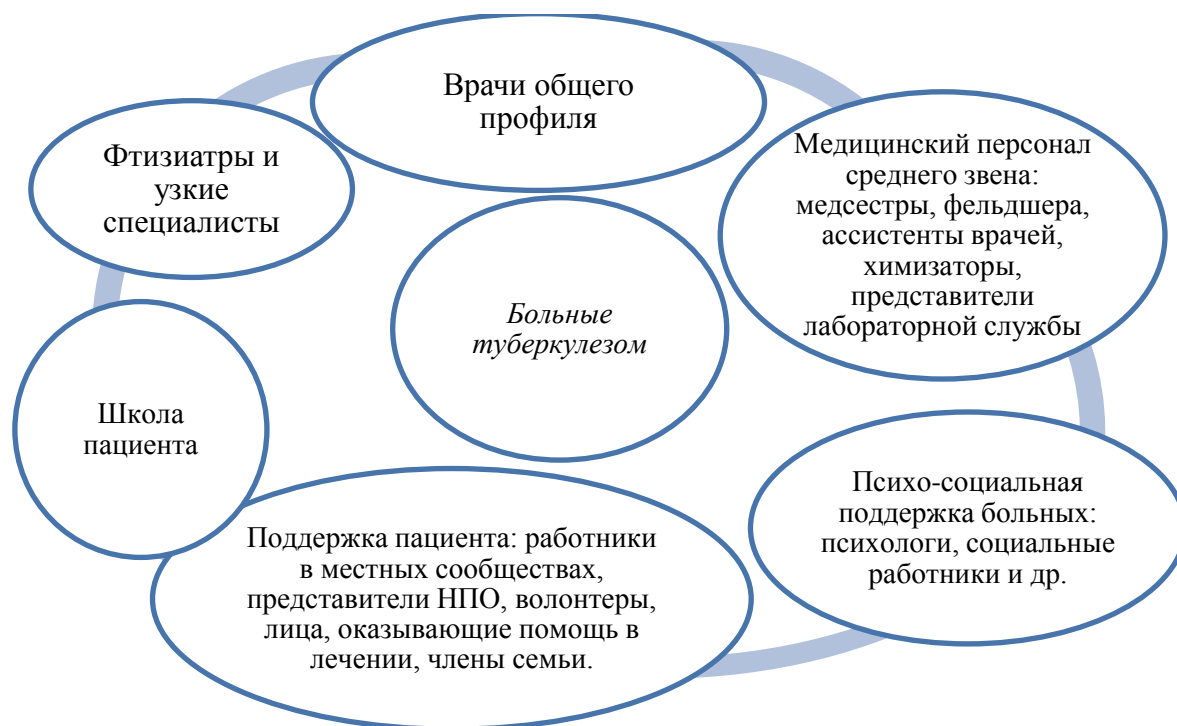 Врачи общего
профиля
Фтизиатры и
узкие
специалисты
Медицинский персонал
среднего звена:
медсестры, фельдшера,
ассистенты врачей,
химизаторы,
представители
лабораторной службы
Больные
туберкулезом
Школа
пациента
Психо-социальная
поддержка больных:
психологи, социальные
работники и др.
Поддержка пациента: работники
в местных сообществах,
представители НПО, волонтеры,
лица, оказывающие помощь в
лечении, члены семьи.